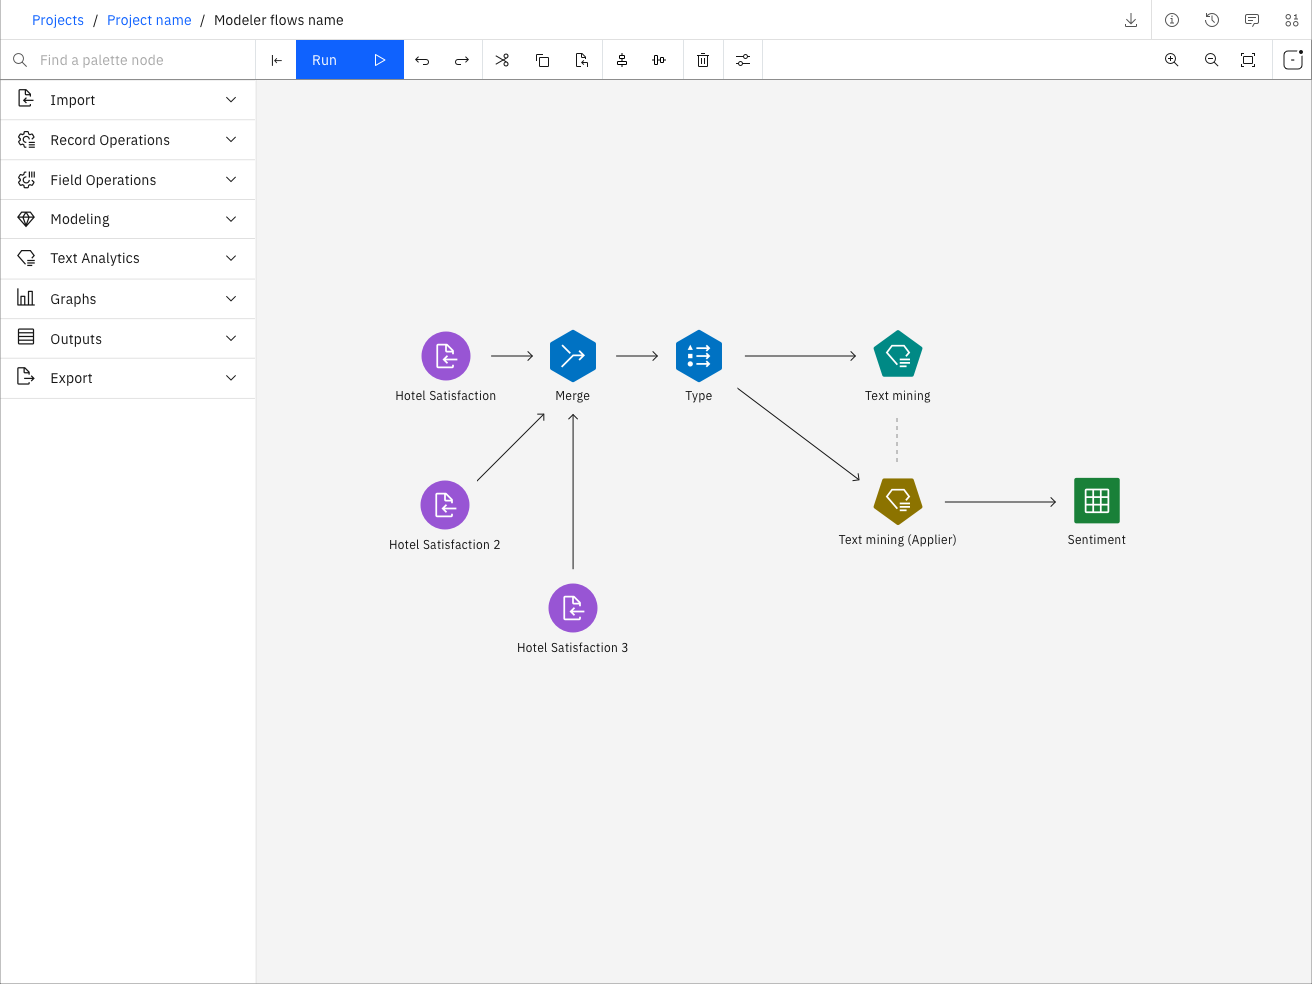 Projects / Project name / Modeler flows name
Find a palette node
Run
Import
Record Operations
Field Operations
Modeling
Text Analytics
Graphs
Outputs
Export
Hotel Satisfaction
Merge
Type
Text mining
Hotel Satisfaction 2
Text mining (Applier)
Sentiment
Hotel Satisfaction 3